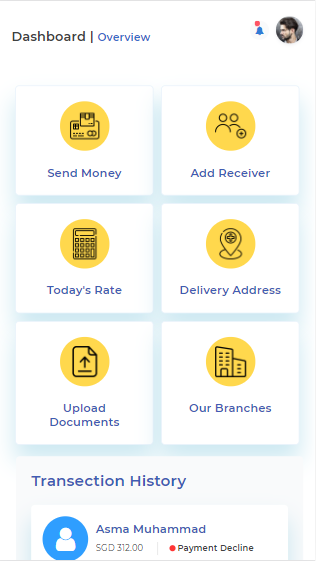 Dashboard | Overview
Send Money
Add Receiver
Today's Rate
Delivery Address
Upload
Documents
Our Branches
Transection History
Asma Muhammad
SGD 312.00
Payment Decline